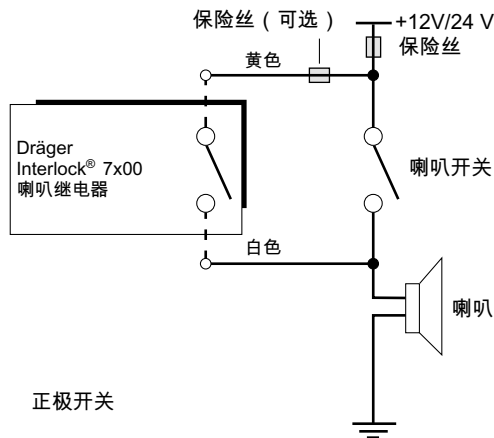 保险丝（可选）
+12V/24 V
保险丝
黄色
Dräger
Interlock® 7x00
喇叭继电器
喇叭开关
白色
喇叭
正极开关